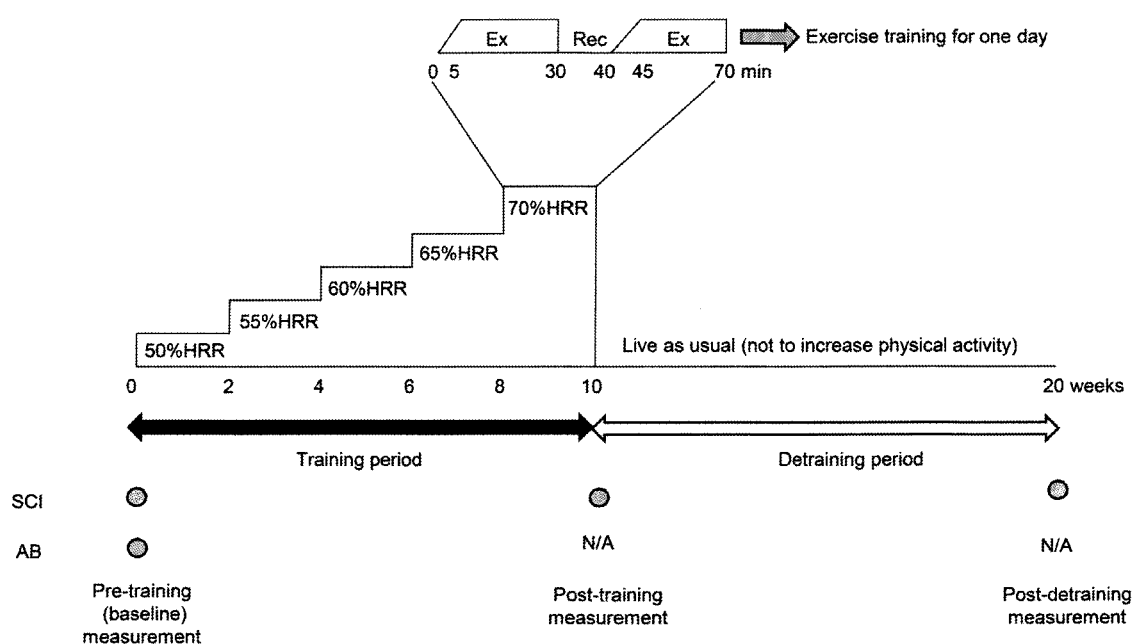 Ex Rec Ex Exercise training for one day
0 5 30 40 45 70 min
70%HRR
65%HRR
60%HRR
55%HRR
50%HRR
Live as usual (not to increase physical activity)
0 2 4 6 8 10 20 weeks
Training period Detraining period
SCI
AB N/A N/A
Pre-training
(baseline)
measurement
Post-training
measurement
Post-detraining
measurement